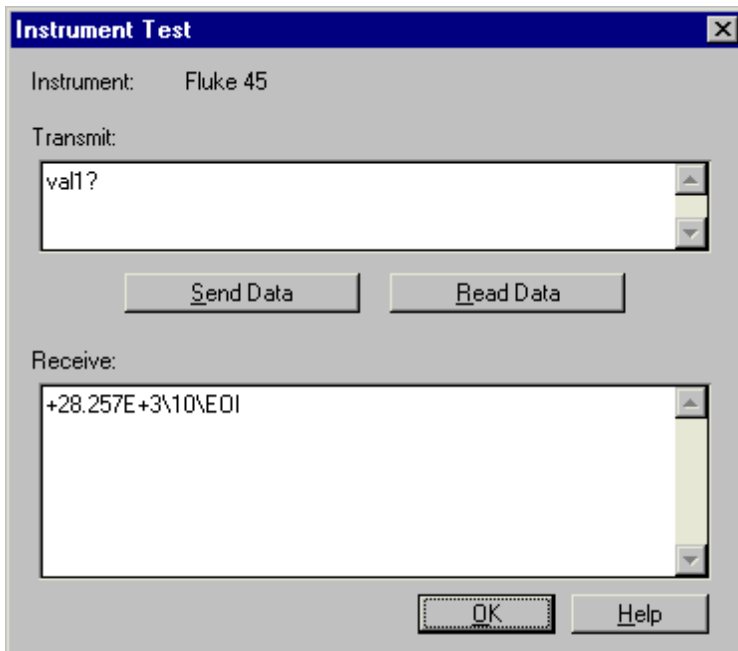 Instrument Test
Instrument: Fluke 45
Transmit:
val1?
Send Data Read Data
Receive:
+28.257E+3\10\EOI
OK Help